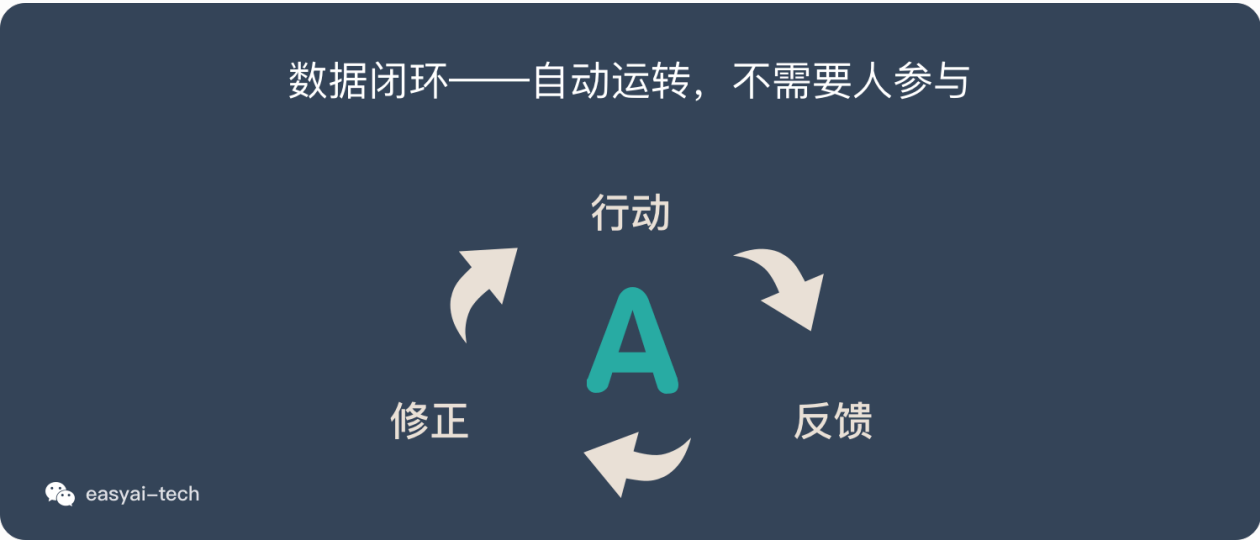 数据闭环——自动运转，不需要人参与
行动
A
修正
反馈
easyai-tech